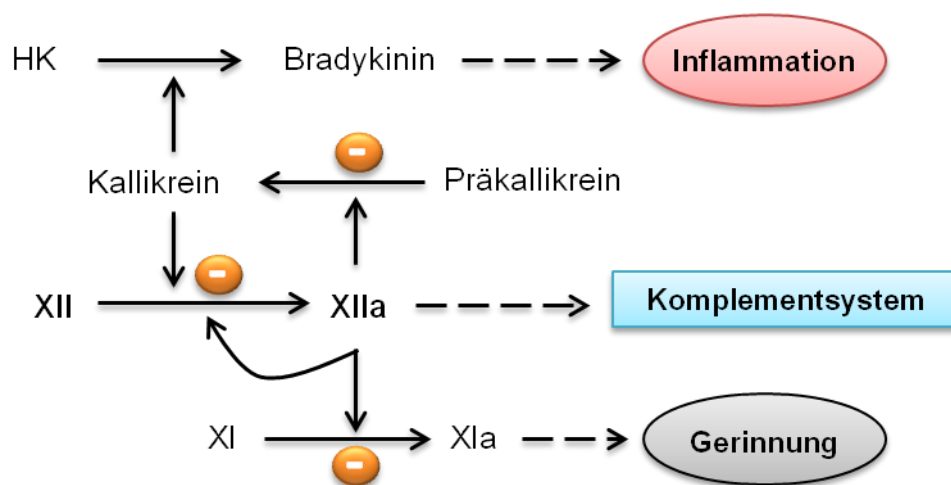 HK Bradykinin Inflammation
-
Kallikrein Präkallikrein
-
XII XIIa Komplementsystem
XI XIa Gerinnung
-